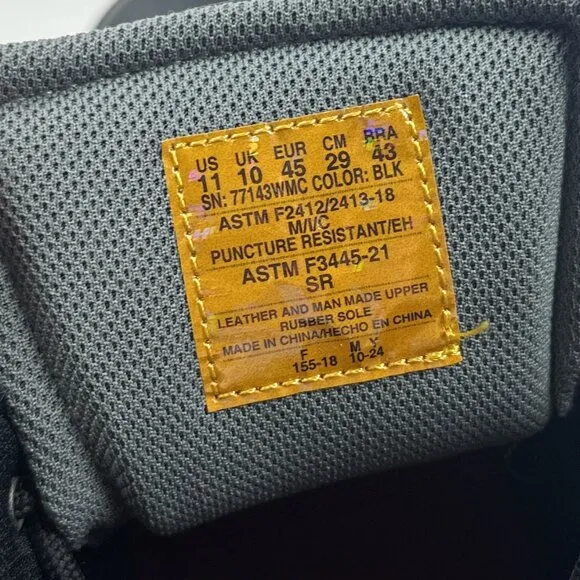 US UK EUR CM BRA
11 10 45 29 43
SN: 77143WMC COLOR: BLK
ASTM F2412/2413-18
M/I/C
PUNCTURE RESISTANT/EH
ASTM F3445-21
SR
LEATHER AND MAN MADE UPPER
RUBBER SOLE
MADE IN CHINA/HECHO EN CHINA
F M Y
155-18 10-24